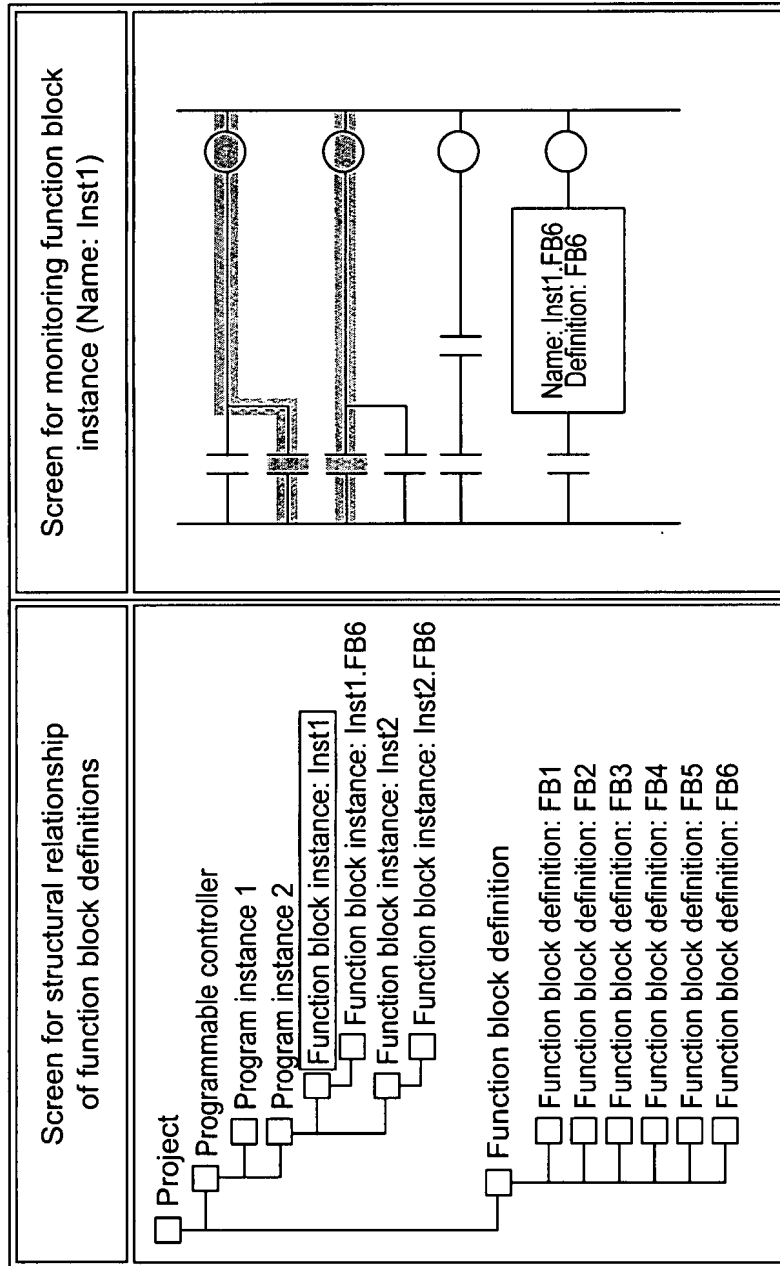 Screen for structural relationship
of function block definitions
Project
Programmable controller
Program instance 1
Program instance 2
Function block instance: Inst1
Function block instance: Inst1.FB6
Function block instance: Inst2
Function block instance: Inst2.FB6
Function block definition
Function block definition: FB1
Function block definition: FB2
Function block definition: FB3
Function block definition: FB4
Function block definition: FB5
Function block definition: FB6
Screen for monitoring function block
instance (Name: Inst1)
Name: Inst1.FB6
Definition: FB6